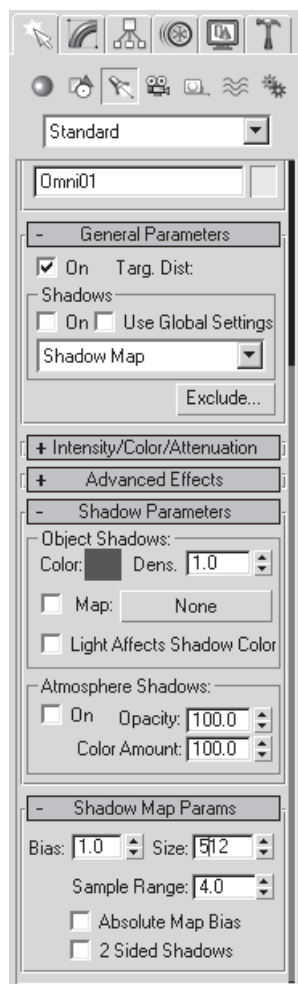 Standard
Omni01
- General Parameters
On Targ. Dist:
Shadows
On Use Global Settings
Shadow Map
Exclude...
+ Intensity/Color/Attenuation
+ Advanced Effects
- Shadow Parameters
Object Shadows:
Color: Dens. 1.0
Map: None
Light Affects Shadow Color
Atmosphere Shadows:
On Opacity: 100.0
Color Amount: 100.0
- Shadow Map Params
Bias: 1.0 Size: 512
Sample Range: 4.0
Absolute Map Bias
2 Sided Shadows